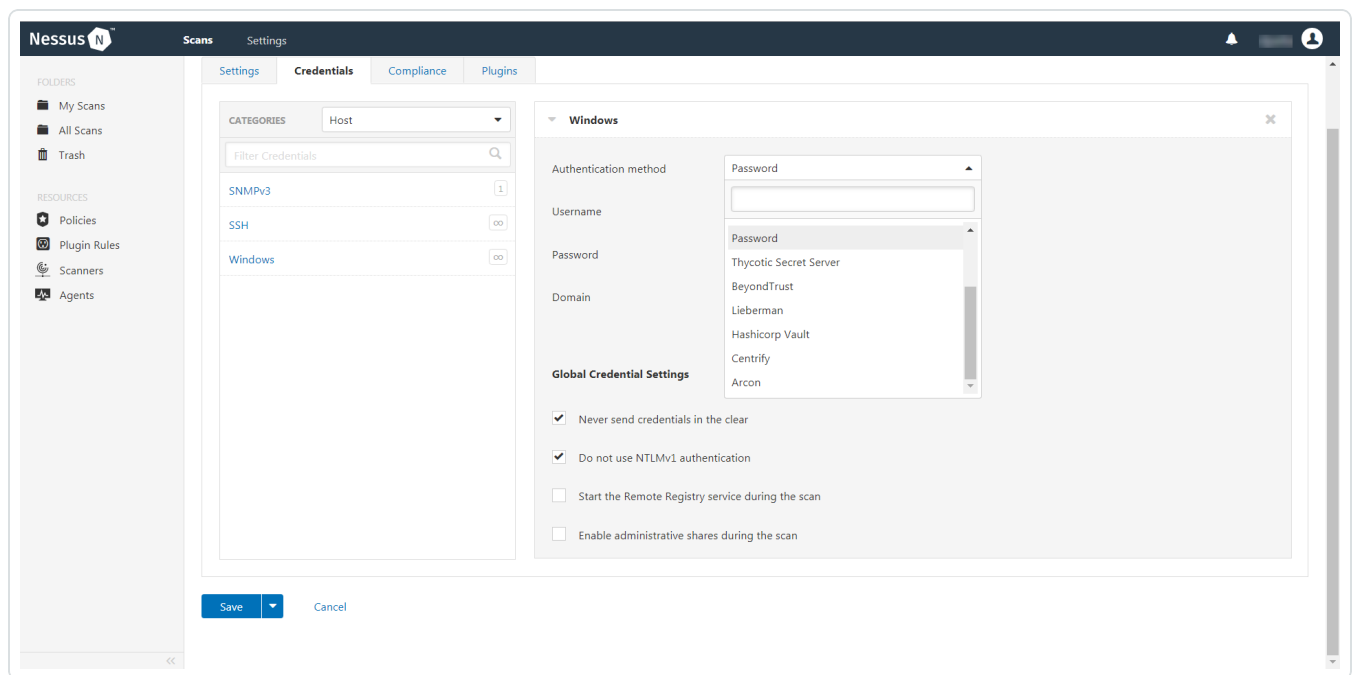 Nessus N
Scans Settings
FOLDERS
My Scans
All Scans
Trash
RESOURCES
Policies
Plugin Rules
Scanners
Agents
Settings Credentials Compliance Plugins
CATEGORIES Host
Filter Credentials
SNMPv3 1
SSH ∞
Windows ∞
Windows
Authentication method Password
Username
Password
Domain
Password
Thycotic Secret Server
BeyondTrust
Lieberman
Hashicorp Vault
Centrify
Arcon
Global Credential Settings
Never send credentials in the clear
Do not use NTLMv1 authentication
Start the Remote Registry service during the scan
Enable administrative shares during the scan
Save Cancel